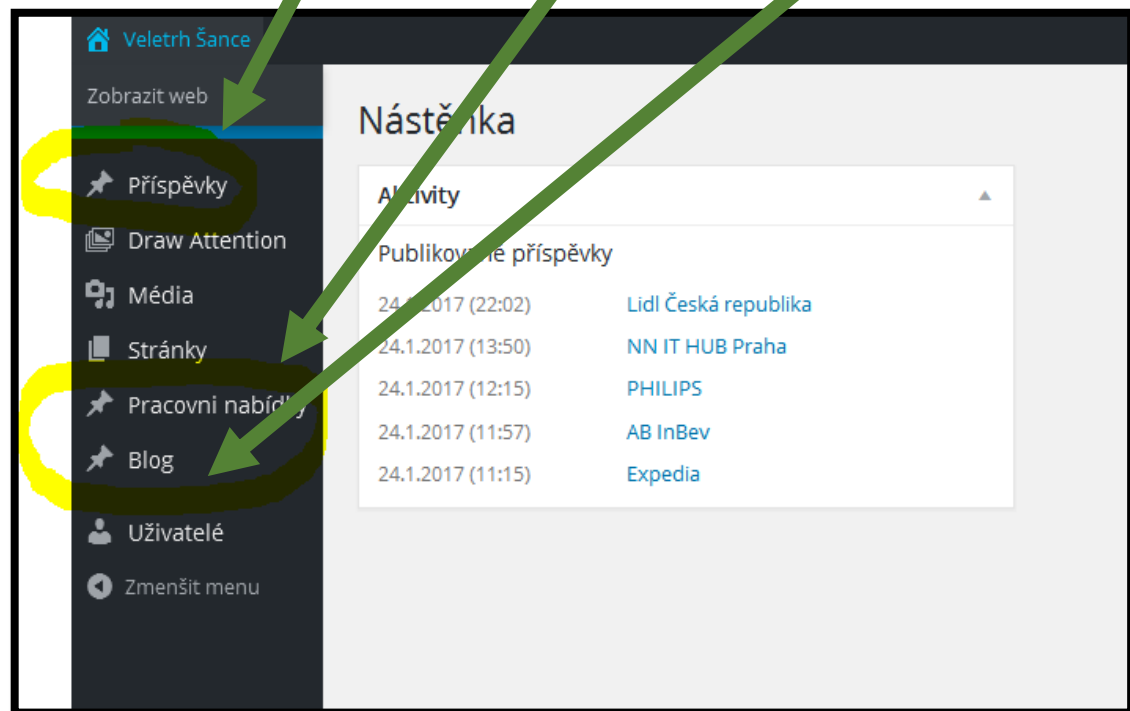 Veletrh Šance
Zobrazit web
Nástěnka
Příspěvky
Aktivity
Draw Attention
Publikované příspěvky
Média
24.1.2017 (22:02) Lidl Česká republika
Stránky
24.1.2017 (13:50) NN IT HUB Praha
24.1.2017 (12:15) PHILIPS
Pracovni nabídky
24.1.2017 (11:57) AB InBev
Blog
24.1.2017 (11:15) Expedia
Uživatelé
Zmenšit menu